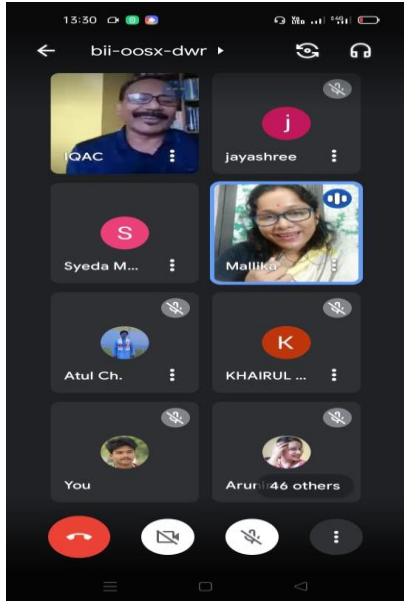 13:30
bii-oosx-dwr
IQAC
j
jayashree
S
Syeda M...
Mallika
Atul Ch.
K
KHAIRUL ...
You
46 others